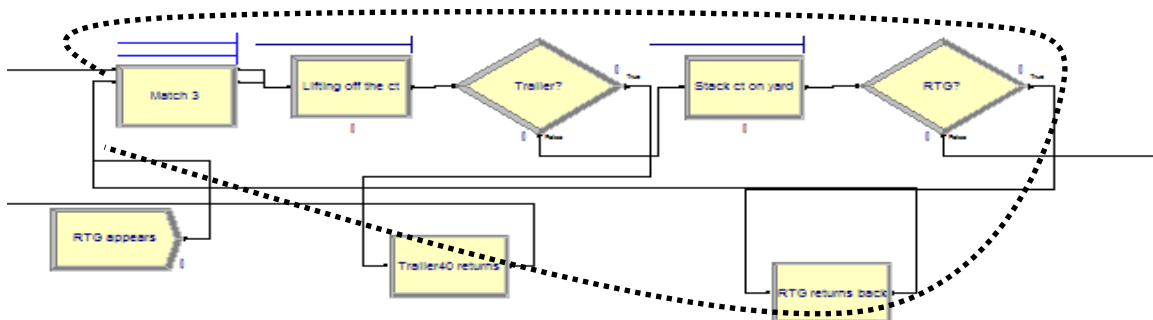 Match 3
Lifting off the ct
Trailer?
True
False
Stack ct on yard
RTG?
True
False
RTG appears
Trailer40 returns
RTG returns back